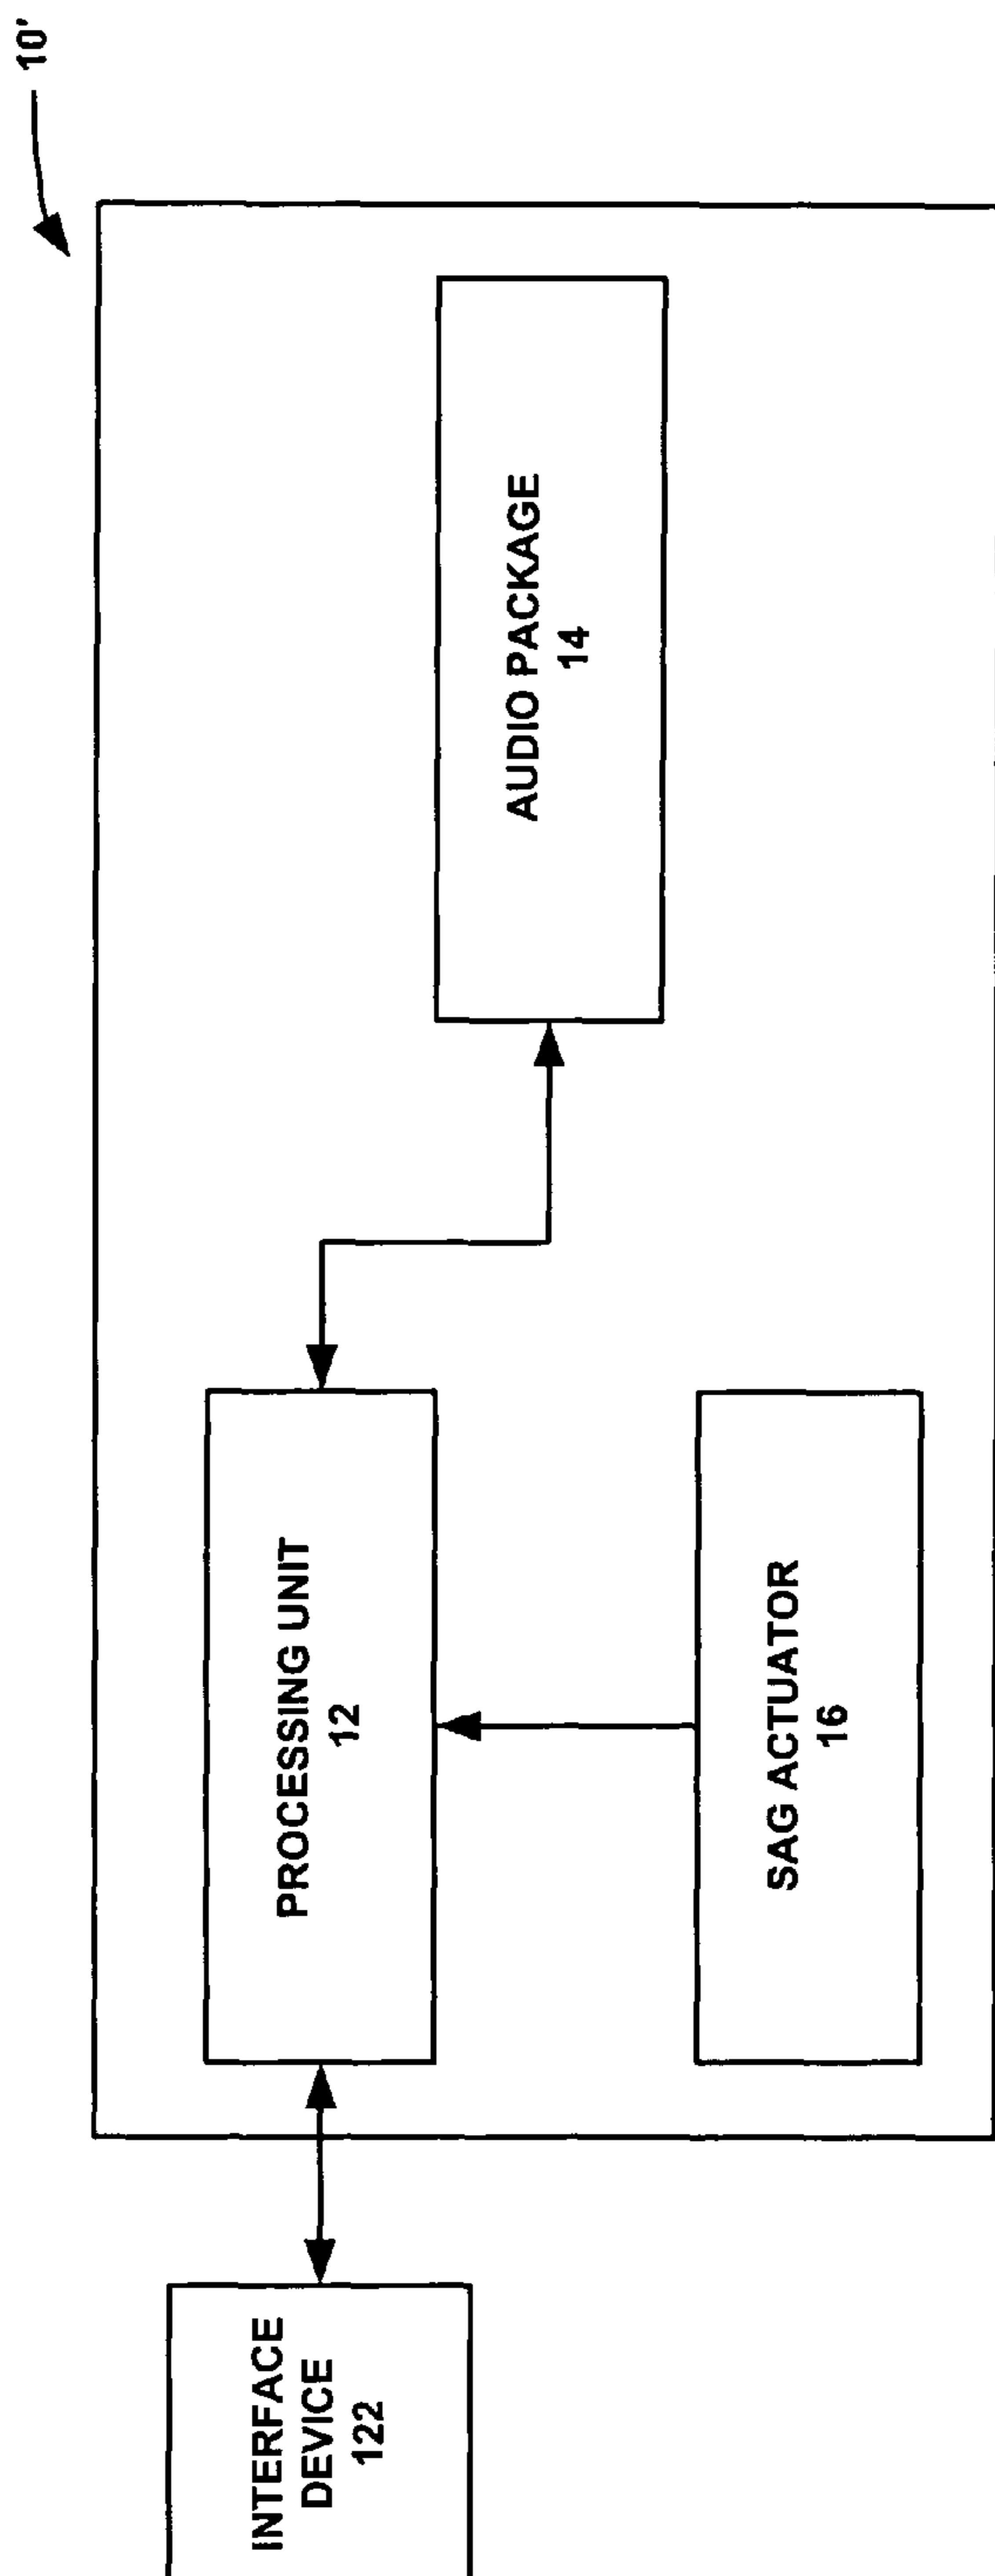 10'
INTERFACE
DEVICE
122
PROCESSING UNIT
12
AUDIO PACKAGE
14
SAG ACTUATOR
16